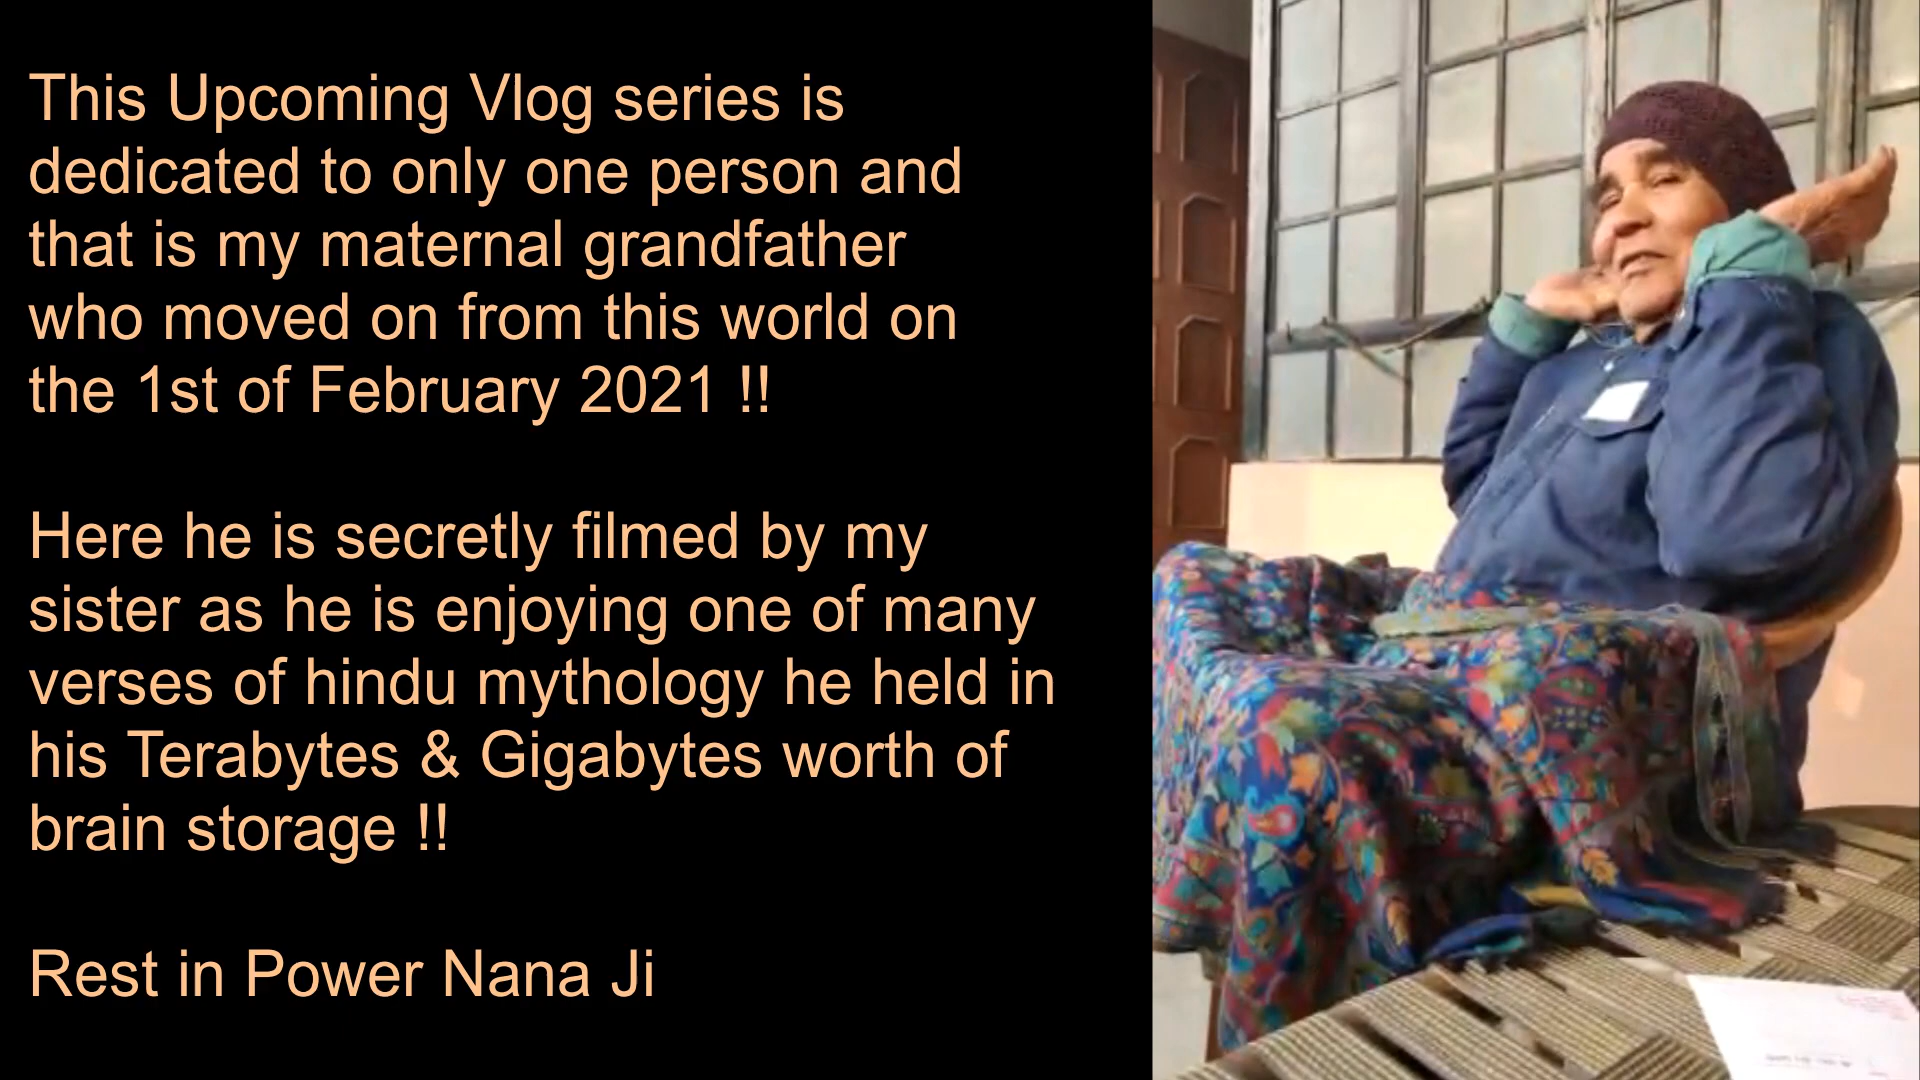 This Upcoming Vlog series is
dedicated to only one person and
that is my maternal grandfather
who moved on from this world on
the 1st of February 2021 !!
Here he is secretly filmed by my
sister as he is enjoying one of many
verses of hindu mythology he held in
his Terabytes & Gigabytes worth of
brain storage !!
Rest in Power Nana Ji